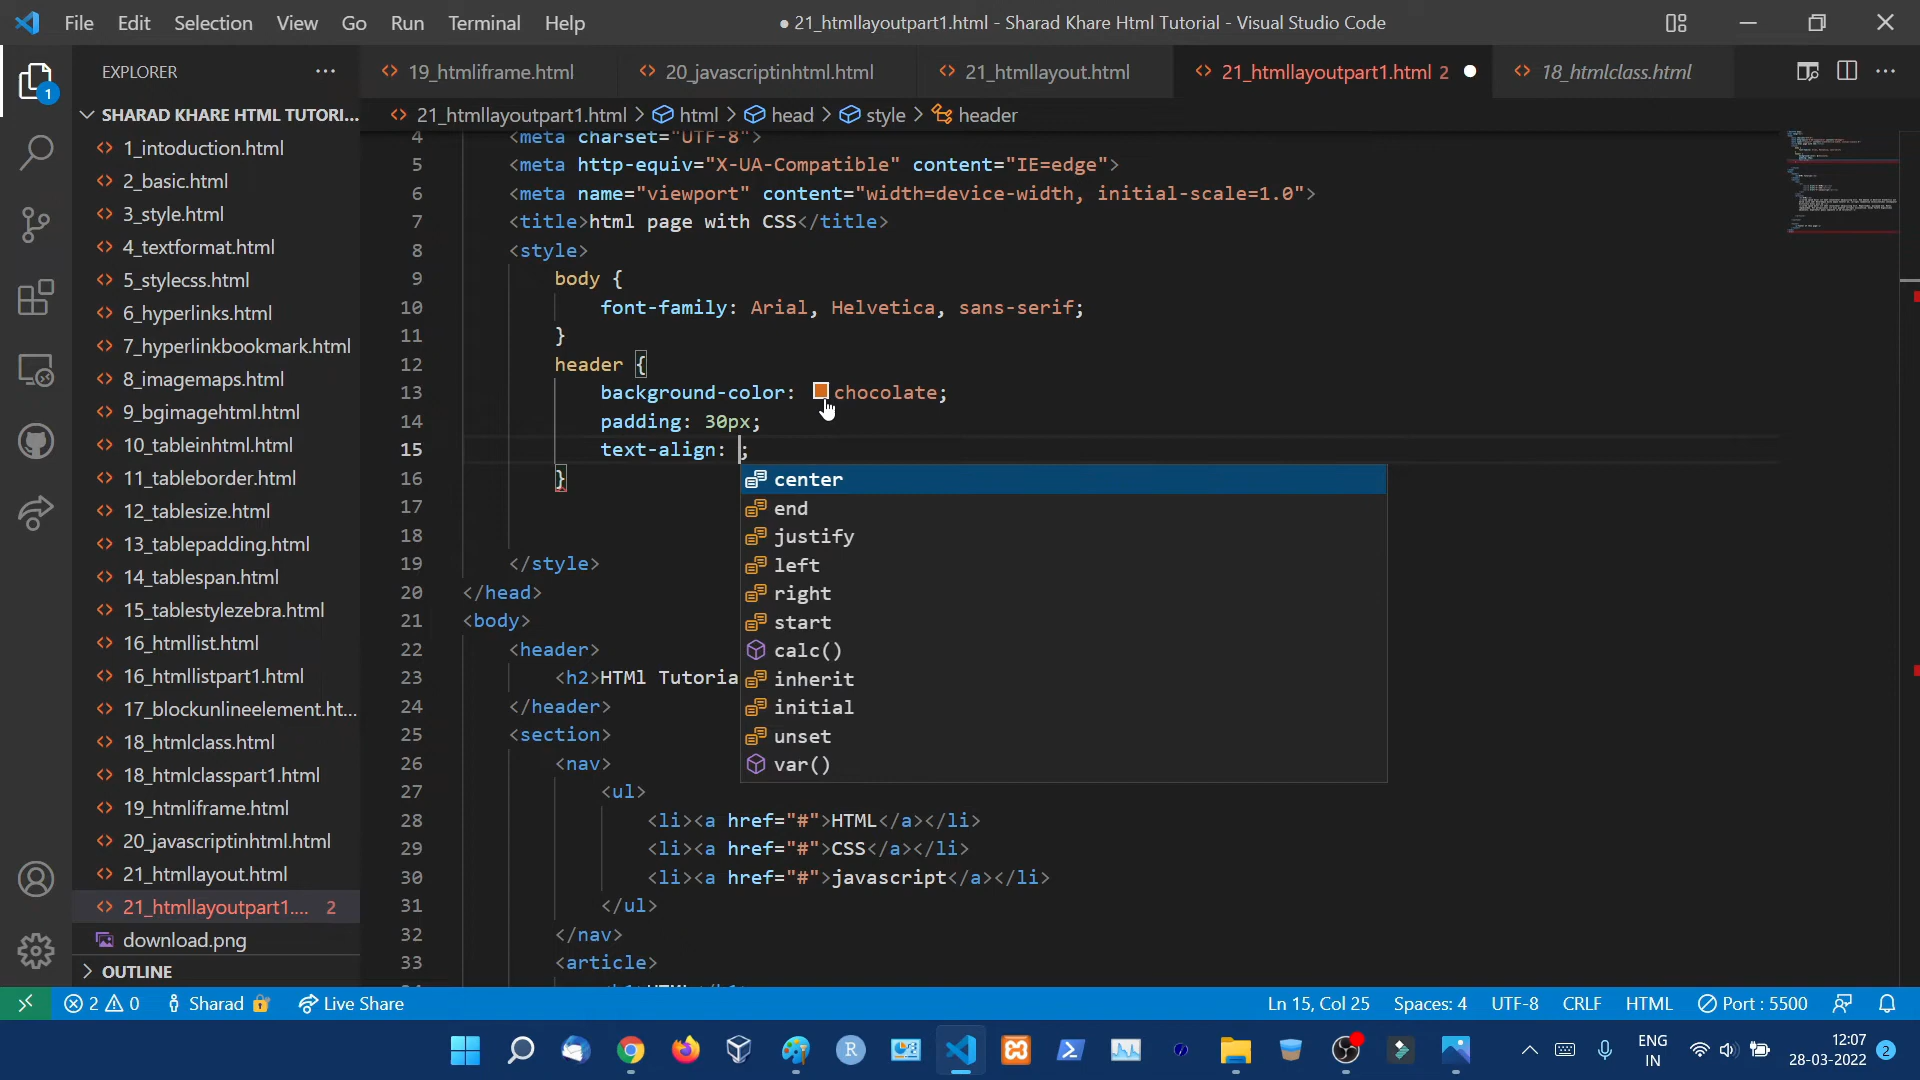 File Edit Selection View Go Run Terminal Help
● 21_htmllayoutpart1.html - Sharad Khare Html Tutorial - Visual Studio Code
EXPLORER ...
19_htmliframe.html 20_javascriptinhtml.html 21_htmllayout.html 21_htmllayoutpart1.html 2 ● 18_htmlclass.html
21_htmllayoutpart1.html > html > head > style > header
SHARAD KHARE HTML TUTORI...
1_intoduction.html
2_basic.html
3_style.html
4_textformat.html
5_stylecss.html
6_hyperlinks.html
7_hyperlinkbookmark.html
8_imagemaps.html
9_bgimagehtml.html
10_tableinhtml.html
11_tableborder.html
12_tablesize.html
13_tablepadding.html
14_tablespan.html
15_tablestylezebra.html
16_htmllist.html
16_htmllistpart1.html
17_blockunlineelement.ht...
18_htmlclass.html
18_htmlclasspart1.html
19_htmliframe.html
20_javascriptinhtml.html
21_htmllayout.html
21_htmllayoutpart1.... 2
download.png
OUTLINE
4 <meta charset="UTF-8">
5 <meta http-equiv="X-UA-Compatible" content="IE=edge">
6 <meta name="viewport" content="width=device-width, initial-scale=1.0">
7 <title>html page with CSS</title>
8 <style>
9 body {
10 font-family: Arial, Helvetica, sans-serif;
11 }
12 header {
13 background-color: chocolate;
14 padding: 30px;
15 text-align: ;
16 }
17
18
19 </style>
20 </head>
21 <body>
22 <header>
23 <h2>HTMl Tutoria
24 </header>
25 <section>
26 <nav>
27 <ul>
28 <li><a href="#">HTML</a></li>
29 <li><a href="#">CSS</a></li>
30 <li><a href="#">javascript</a></li>
31 </ul>
32 </nav>
33 <article>
center
end
justify
left
right
start
calc()
inherit
initial
unset
var()
1
2 0 Sharad Live Share
Ln 15, Col 25 Spaces: 4 UTF-8 CRLF HTML Port : 5500
ENG
IN
12:07
28-03-2022
2